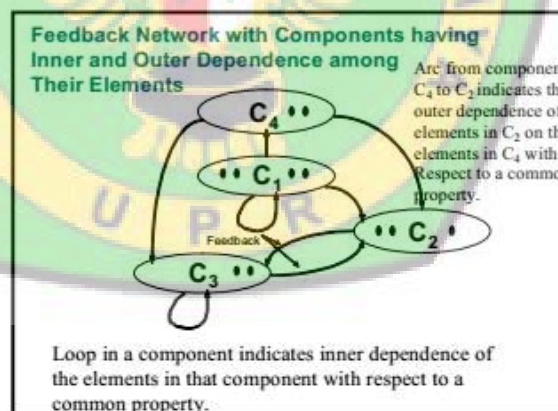 Feedback Network with Components having
Inner and Outer Dependence among
Their Elements
Arc from componen
C₄ to C₂ indicates th
outer dependence of
elements in C₂ on th
elements in C₄ with
Respect to a commo
property.
C₄
C₁
U P R
Feedback
C₂
C₃
Loop in a component indicates inner dependence of
the elements in that component with respect to a
common property.